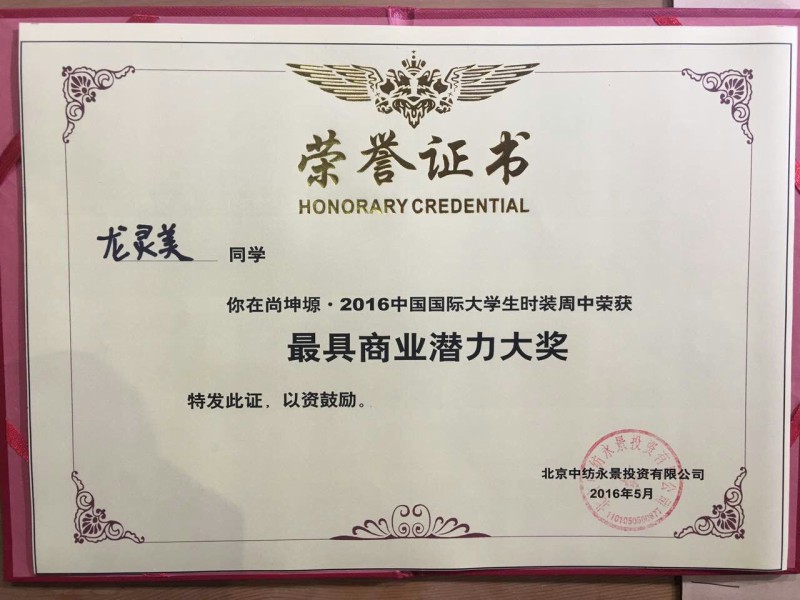 荣誉证书
HONORARY CREDENTIAL
龙灵美 同学
你在尚坤塬·2016中国国际大学生时装周中荣获
最具商业潜力大奖
特发此证，以资鼓励。
北京中纺永景投资有限公司
2016年5月